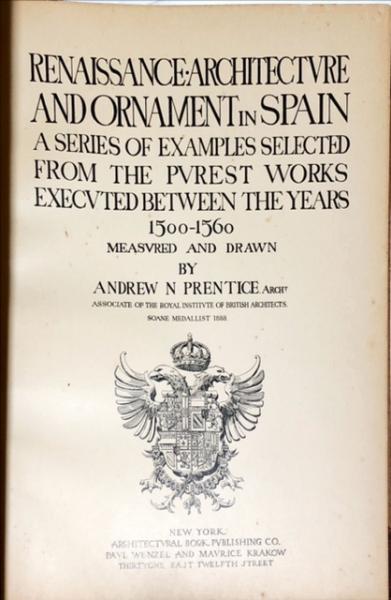 RENAISSANCE·ARCHITECTVRE
AND ORNAMENT IN SPAIN
A SERIES OF EXAMPLES SELECTED
FROM THE PVREST WORKS
EXECVTED BETWEEN THE YEARS
1500-1560
MEASVRED AND DRAWN
BY
ANDREW N PRENTICE. ARCHT
ASSOCIATE OF THE ROYAL INSTITVTE OF BRITISH ARCHITECTS.
SOANE MEDALLIST 1888.
NEW YORK:
ARCHITECTVRAL BOOK PVBLISHING CO.
PAVL WENZEL AND MAVRICE KRAKOW
THIRTYONE EAST TWELFTH STREET